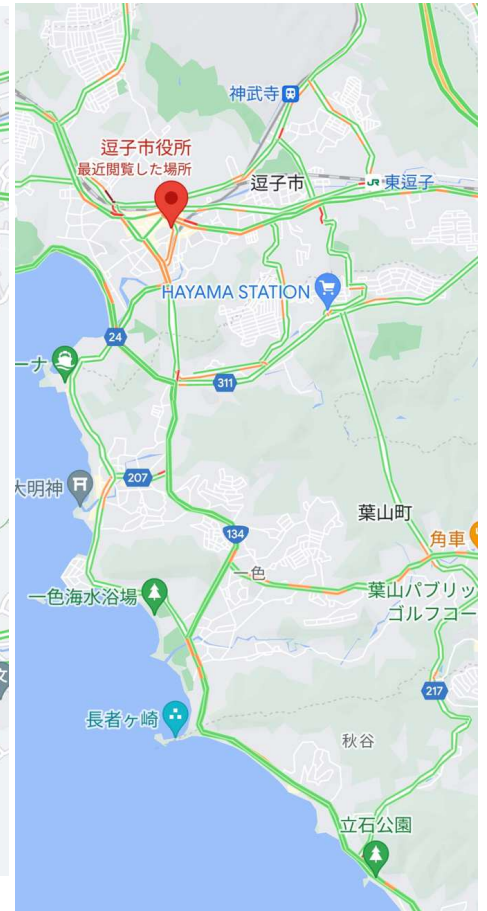 神武寺
逗子市役所
最近閲覧した場所
逗子市
JR 東逗子
HAYAMA STATION
24
ーナ
311
大明神
207
葉山町
134
角車
一色
一色海水浴場
葉山パブリッ
ゴルフコー
217
長者ヶ崎
秋谷
立石公園
文